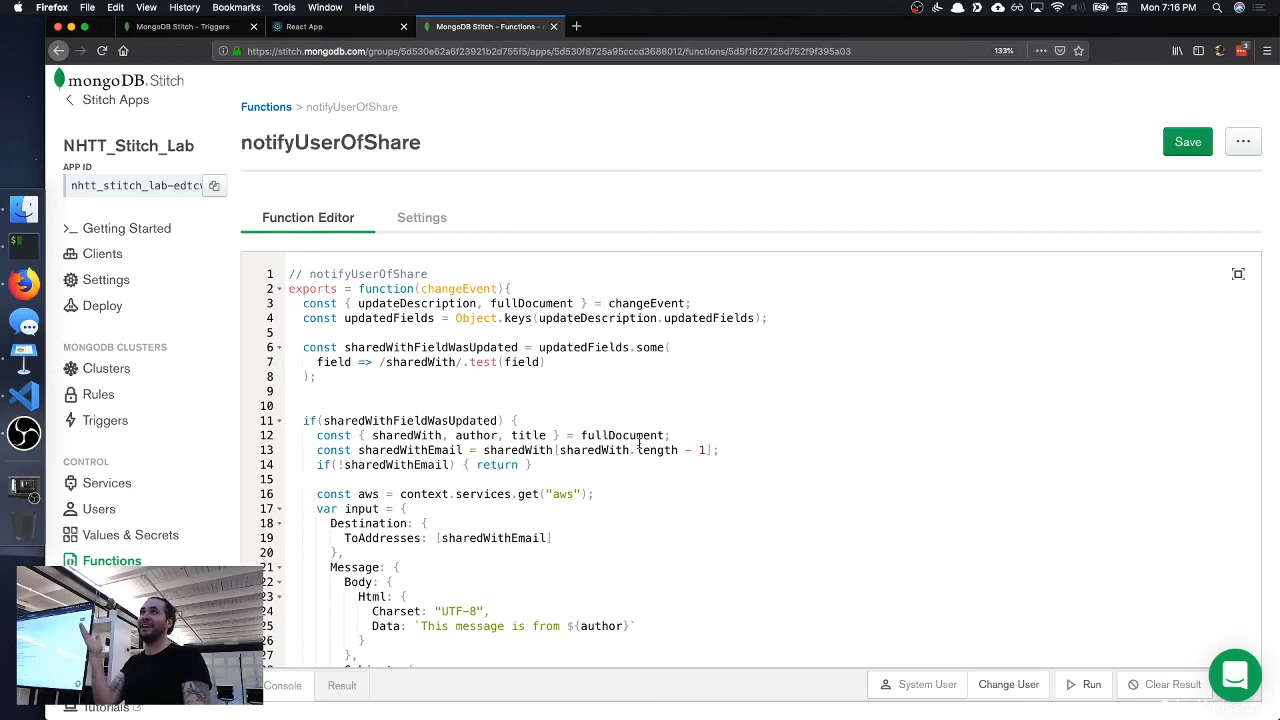 Firefox File Edit View History Bookmarks Tools Window Help
Mon 7:16 PM
MongoDB Stitch - Triggers
React App
MongoDB Stitch - Functions -
https://stitch.mongodb.com/groups/5d530e62a6f23921b2d755f5/apps/5d530f8725a95cccd3688012/functions/5d5f1627125d752f9f395a03
133%
3
mongoDB.Stitch
Stitch Apps
NHTT_Stitch_Lab
APP ID
nhtt_stitch_lab-edtcv
Getting Started
Clients
Settings
Deploy
MONGODB CLUSTERS
Clusters
Rules
Triggers
CONTROL
Services
Users
Values & Secrets
Functions
Tutorials
Functions > notifyUserOfShare
notifyUserOfShare
Save
Function Editor
Settings
1 // notifyUserOfShare
2 exports = function(changeEvent){
3 const { updateDescription, fullDocument } = changeEvent;
4 const updatedFields = Object.keys(updateDescription.updatedFields);
5
6 const sharedWithFieldWasUpdated = updatedFields.some(
7 field => /sharedWith/.test(field)
8 );
9
10
11 if(sharedWithFieldWasUpdated) {
12 const { sharedWith, author, title } = fullDocument;
13 const sharedWithEmail = sharedWith[sharedWith.length - 1];
14 if(!sharedWithEmail) { return }
15
16 const aws = context.services.get("aws");
17 var input = {
18 Destination: {
19 ToAddresses: [sharedWithEmail]
20 },
21 Message: {
22 Body: {
23 Html: {
24 Charset: "UTF-8",
25 Data: `This message is from ${author}`
26 }
27 },
Console
Result
System User
Change User
Run
Clear Result